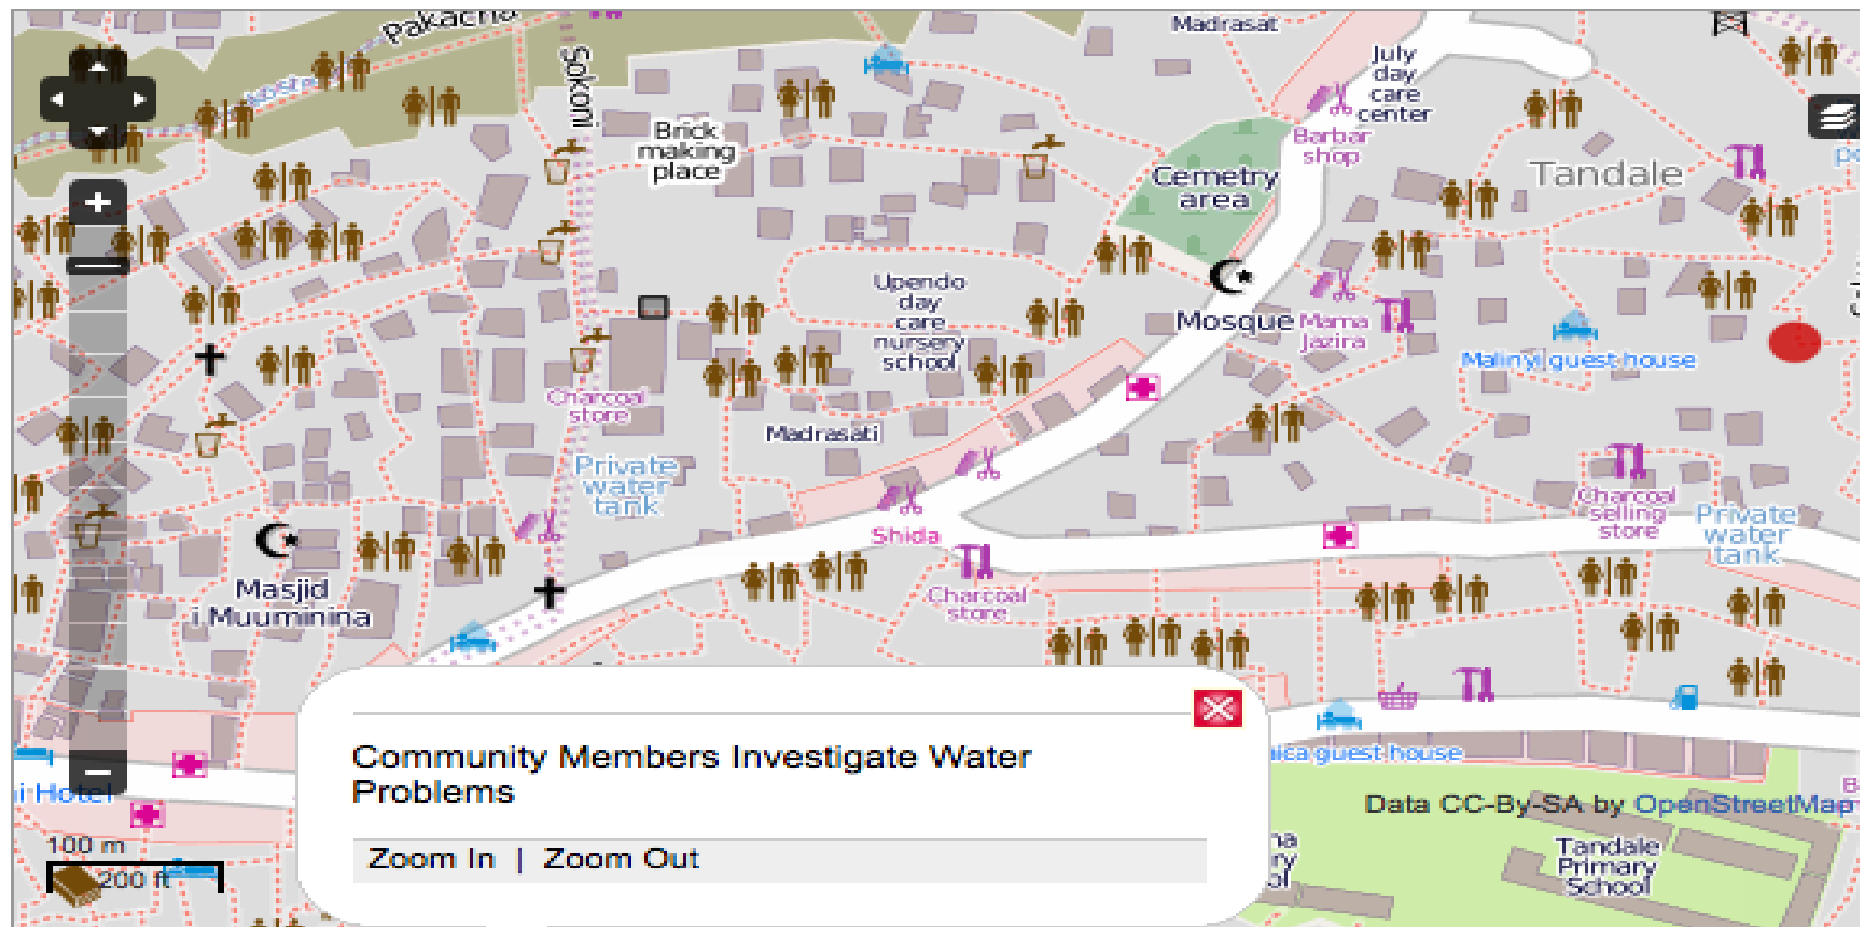 Pakacha
Sokoni
Madrasat
July
day
care
center
Barbar
shop
Brick
making
place
Cemetry
area
Tandale
Upendo
day
care
nursery
school
Mosque
Mama
Jazira
Malinyi guest house
Charcoal
store
Madrasati
Private
water
tank
Shida
Charcoal
selling
store
Private
water
tank
Masjid
i Muuminina
Charcoal
store
Community Members Investigate Water
Problems
Zoom In | Zoom Out
ica guest house
i Hotel
Data CC-By-SA by OpenStreetMap
100 m
200 ft
Tandale
Primary
School